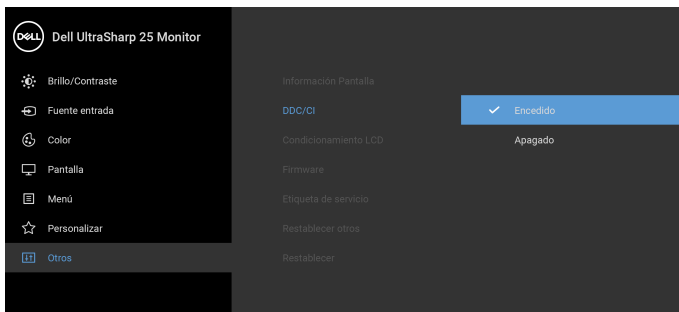 DELL Dell UltraSharp 25 Monitor
Brillo/Contraste Información Pantalla
Fuente entrada DDC/CI Encedido
Color Condicionamiento LCD Apagado
Pantalla Firmware
Menú Etiqueta de servicio
Personalizar Restablecer otros
Otros Restablecer